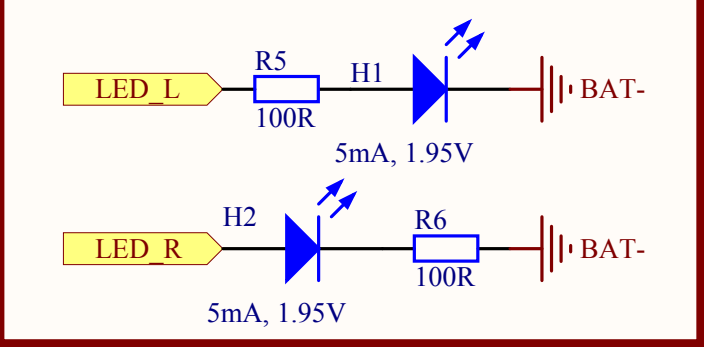 R5
H1
LED_L
BAT-
100R
5mA, 1.95V
H2
R6
LED_R
BAT-
100R
5mA, 1.95V